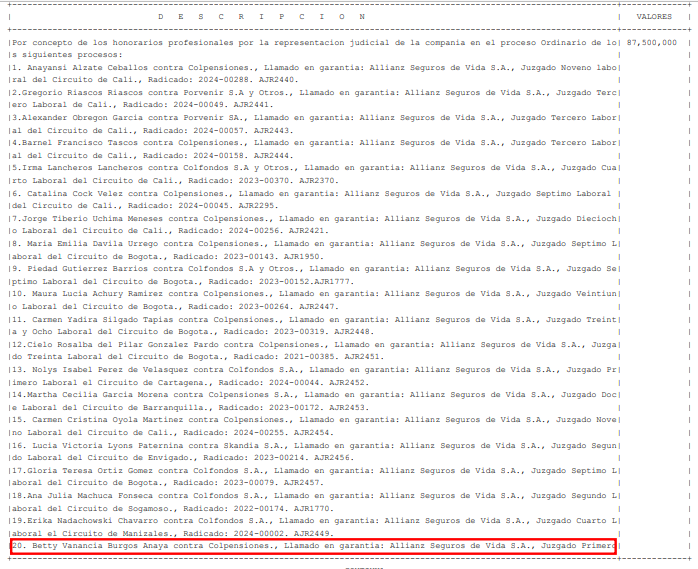 D E S C R I P C I O N VALORES
Por concepto de los honorarios profesionales por la representacion judicial de la compania en el proceso Ordinario de lo 87,500,000
s siguientes procesos:
1. Anayansi Alzate Ceballos contra Colpensiones., Llamado en garantia: Allianz Seguros de Vida S.A., Juzgado Noveno labo
ral del Circuito de Cali., Radicado: 2024-00288. AJR2440.
2.Gregorio Riascos Riascos contra Porvenir S.A y Otros., Llamado en garantia: Allianz Seguros de Vida S.A., Juzgado Terc
ero Laboral del Circuito de Cali., Radicado: 2024-00049. AJR2441.
3.Alexander Obregon Garcia contra Porvenir SA., Llamado en garantia: Allianz Seguros de Vida S.A., Juzgado Tercero Labor
al del Circuito de Cali., Radicado: 2024-00057. AJR2443.
4.Barnel Francisco Tascos contra Colpensiones., Llamado en garantia: Allianz Seguros de Vida S.A., Juzgado Tercero Labor
al del Circuito de Cali., Radicado: 2024-00158. AJR2444.
5.Irma Lancheros Lancheros contra Colfondos S.A y Otros., Llamado en garantia: Allianz Seguros de Vida S.A., Juzgado Cua
rto Laboral del Circuito de Cali., Radicado: 2023-00370. AJR2370.
6. Catalina Cock Velez contra Colpensiones., Llamado en garantia: Allianz Seguros de Vida S.A., Juzgado Septimo Laboral
del Circuito de Cali., Radicado: 2024-00045. AJR2295.
7.Jorge Tiberio Uchima Meneses contra Colpensiones., Llamado en garantia: Allianz Seguros de Vida S.A., Juzgado Diecioch
o Laboral del Circuito de Cali., Radicado: 2024-00256. AJR2421.
8. Maria Emilia Davila Urrego contra Colpensiones., Llamado en garantia: Allianz Seguros de Vida S.A., Juzgado Septimo L
aboral del Circuito de Bogota., Radicado: 2023-00143. AJR1950.
9. Piedad Gutierrez Barrios contra Colfondos S.A y Otros., Llamado en garantia: Allianz Seguros de Vida S.A., Juzgado Se
ptimo Laboral del Circuito de Bogota., Radicado: 2023-00152.AJR1777.
10. Maura Lucia Achury Ramirez contra Colpensiones., Llamado en garantia: Allianz Seguros de Vida S.A., Juzgado Veintiun
o Laboral del Circuito de Bogota., Radicado: 2023-00264. AJR2447.
11. Carmen Yadira Silgado Tapias contra Colpensiones., Llamado en garantia: Allianz Seguros de Vida S.A., Juzgado Treint
a y Ocho Laboral del Circuito de Bogota., Radicado: 2023-00319. AJR2448.
12.Cielo Rosalba del Pilar Gonzalez Pardo contra Colpensiones., Llamado en garantia: Allianz Seguros de Vida S.A., Juzga
do Treinta Laboral del Circuito de Bogota., Radicado: 2021-00385. AJR2451.
13. Nolys Isabel Perez de Velasquez contra Colfondos S.A., Llamado en garantia: Allianz Seguros de Vida S.A., Juzgado Pr
imero Laboral el Circuito de Cartagena., Radicado: 2024-00044. AJR2452.
14.Martha Cecilia Garcia Morena contra Colpensiones S.A., Llamado en garantia: Allianz Seguros de Vida S.A., Juzgado Doc
e Laboral del Circuito de Barranquilla., Radicado: 2023-00172. AJR2453.
15. Carmen Cristina Oyola Martinez contra Colpensiones., Llamado en garantia: Allianz Seguros de Vida S.A., Juzgado Nove
no Laboral del Circuito de Cali., Radicado: 2024-00255. AJR2454.
16. Lucia Victoria Lyons Paternina contra Skandia S.A., Llamado en garantia: Allianz Seguros de Vida S.A., Juzgado Segun
do Laboral del Circuito de Envigado., Radicado: 2023-00214. AJR2456.
17.Gloria Teresa Ortiz Gomez contra Colfondos S.A., Llamado en garantia: Allianz Seguros de Vida S.A., Juzgado Septimo L
aboral del Circuito de Bogota., Radicado: 2023-00079. AJR2457.
18.Ana Julia Machuca Fonseca contra Colfondos S.A., Llamado en garantia: Allianz Seguros de Vida S.A., Juzgado Segundo L
aboral del Circuito de Sogamoso., Radicado: 2022-00174. AJR1770.
19.Erika Nadachowski Chavarro contra Colfondos S.A., Llamado en garantia: Allianz Seguros de Vida S.A., Juzgado Cuarto L
aboral el Circuito de Manizales., Radicado: 2024-00002. AJR2449.
20. Betty Vanancia Burgos Anaya contra Colpensiones., Llamado en garantia: Allianz Seguros de Vida S.A., Juzgado Primero